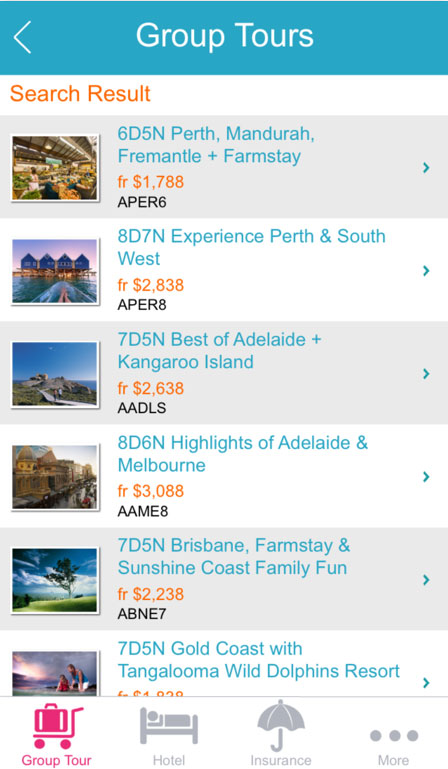 Group Tours
Search Result
6D5N Perth, Mandurah,
Fremantle + Farmstay
fr $1,788
APER6
8D7N Experience Perth & South
West
fr $2,838
APER8
7D5N Best of Adelaide +
Kangaroo Island
fr $2,638
AADLS
8D6N Highlights of Adelaide &
Melbourne
fr $3,088
AAME8
7D5N Brisbane, Farmstay &
Sunshine Coast Family Fun
fr $2,238
ABNE7
7D5N Gold Coast with
Tangalooma Wild Dolphins Resort
Group Tour
Hotel
Insurance
More